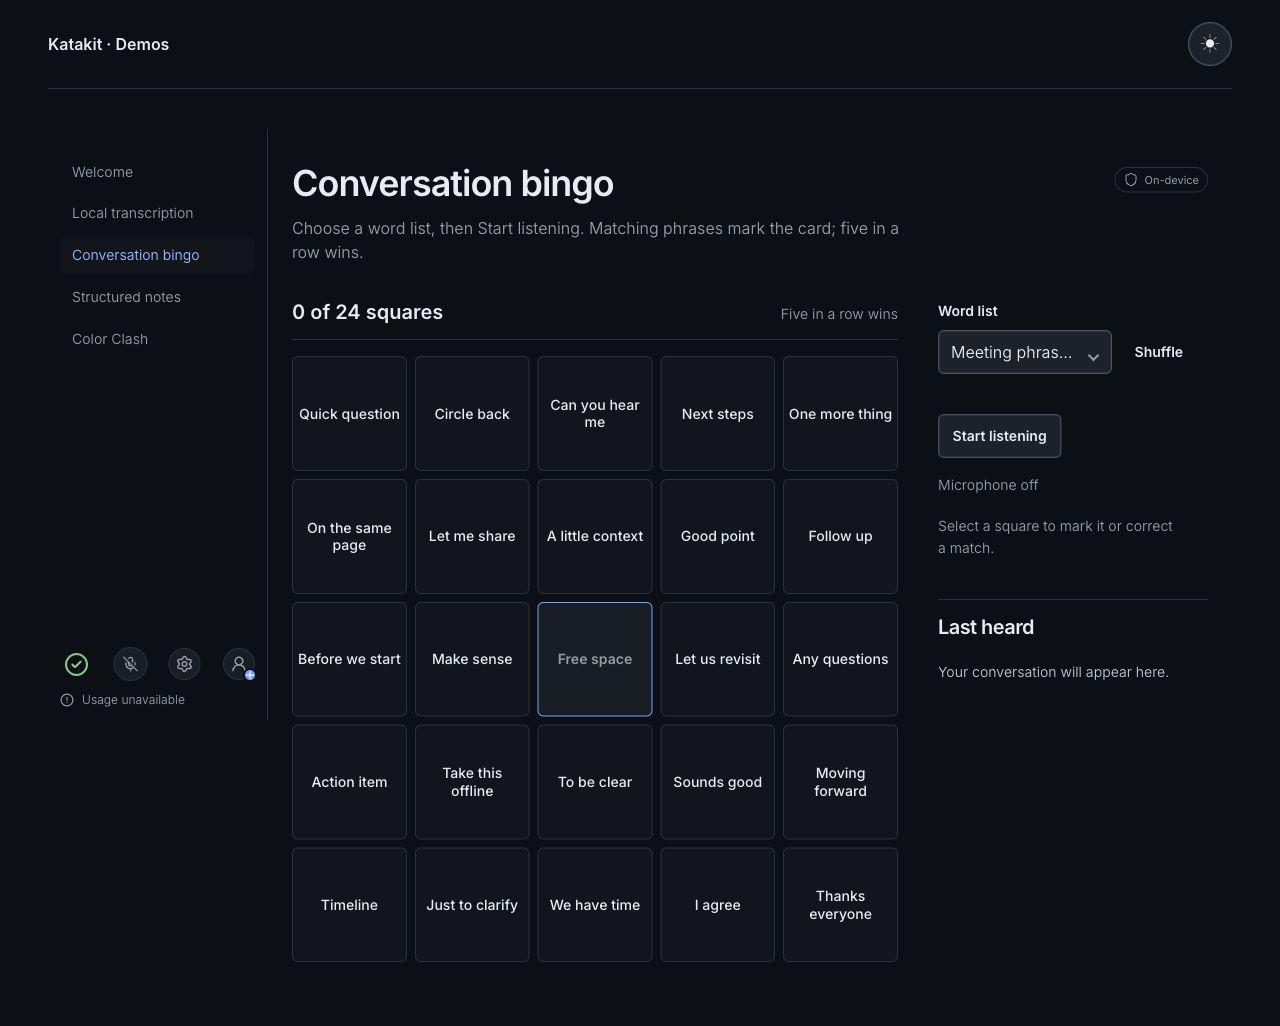 Katakit · Demos
Welcome
Local transcription
Conversation bingo
Structured notes
Color Clash
Usage unavailable
Conversation bingo
On-device
Choose a word list, then Start listening. Matching phrases mark the card; five in a
row wins.
0 of 24 squares
Five in a row wins
Quick question
Circle back
Can you hear
me
Next steps
One more thing
On the same
page
Let me share
A little context
Good point
Follow up
Before we start
Make sense
Free space
Let us revisit
Any questions
Action item
Take this
offline
To be clear
Sounds good
Moving
forward
Timeline
Just to clarify
We have time
I agree
Thanks
everyone
Word list
Meeting phras...
Shuffle
Start listening
Microphone off
Select a square to mark it or correct
a match.
Last heard
Your conversation will appear here.